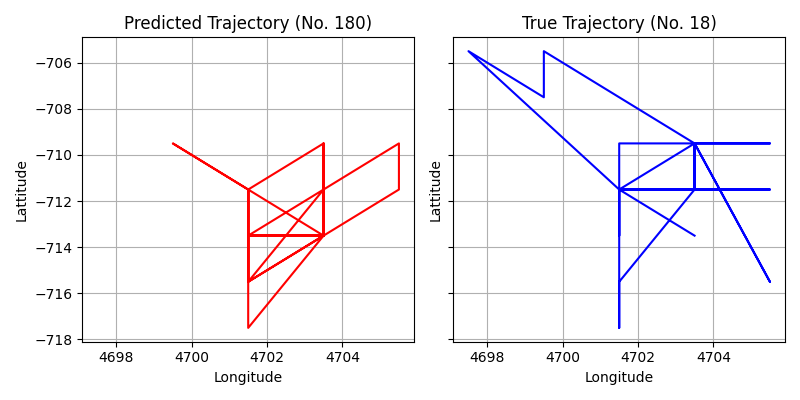 Predicted Trajectory (No. 180)
True Trajectory (No. 18)
−706
−708
−710
−712
−714
−716
−718
Lattitude
Lattitude
4698 4700 4702 4704
4698 4700 4702 4704
Longitude
Longitude